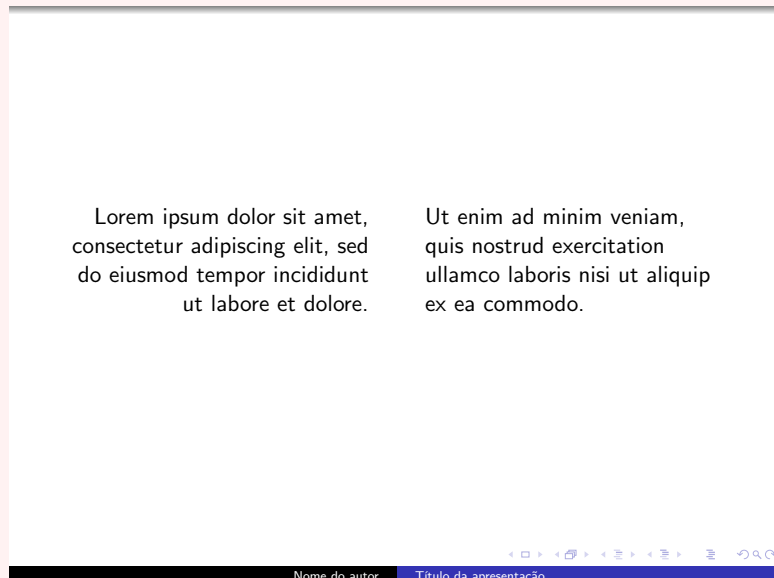 Lorem ipsum dolor sit amet,
consectetur adipiscing elit, sed
do eiusmod tempor incididunt
ut labore et dolore.
Ut enim ad minim veniam,
quis nostrud exercitation
ullamco laboris nisi ut aliquip
ex ea commodo.
Nome do autor
Título da apresentação